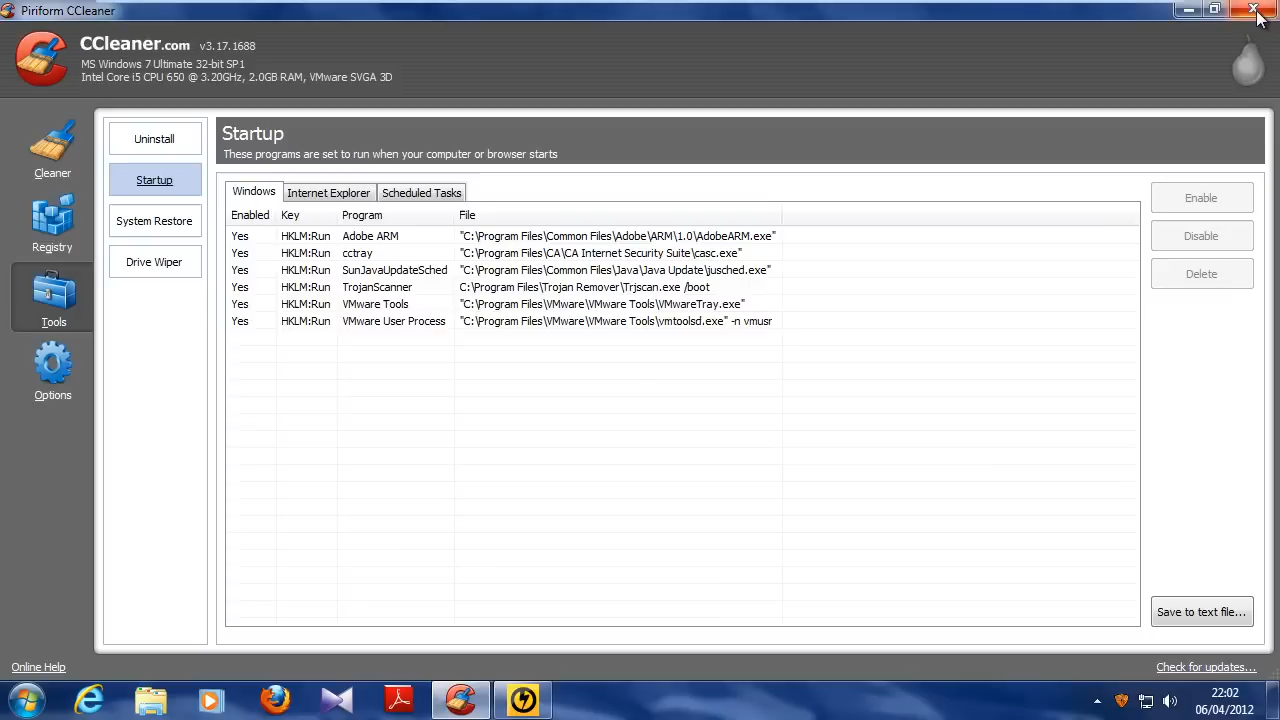 Piriform CCleaner
CCleaner.com v3.17.1688
MS Windows 7 Ultimate 32-bit SP1
Intel Core i5 CPU 650 @ 3.20GHz, 2.0GB RAM, VMware SVGA 3D
Cleaner
Registry
Tools
Options
Uninstall
Startup
System Restore
Drive Wiper
Startup
These programs are set to run when your computer or browser starts
Windows Internet Explorer Scheduled Tasks
Enabled Key Program File
Yes HKLM:Run Adobe ARM "C:\Program Files\Common Files\Adobe\ARM\1.0\AdobeARM.exe"
Yes HKLM:Run cctray "C:\Program Files\CA\CA Internet Security Suite\casc.exe"
Yes HKLM:Run SunJavaUpdateSched "C:\Program Files\Common Files\Java\Java Update\jusched.exe"
Yes HKLM:Run TrojanScanner C:\Program Files\Trojan Remover\Trjscan.exe /boot
Yes HKLM:Run VMware Tools "C:\Program Files\VMware\VMware Tools\VMwareTray.exe"
Yes HKLM:Run VMware User Process "C:\Program Files\VMware\VMware Tools\vmtoolsd.exe" -n vmusr
Enable
Disable
Delete
Save to text file...
Online Help
Check for updates...
22:02
06/04/2012